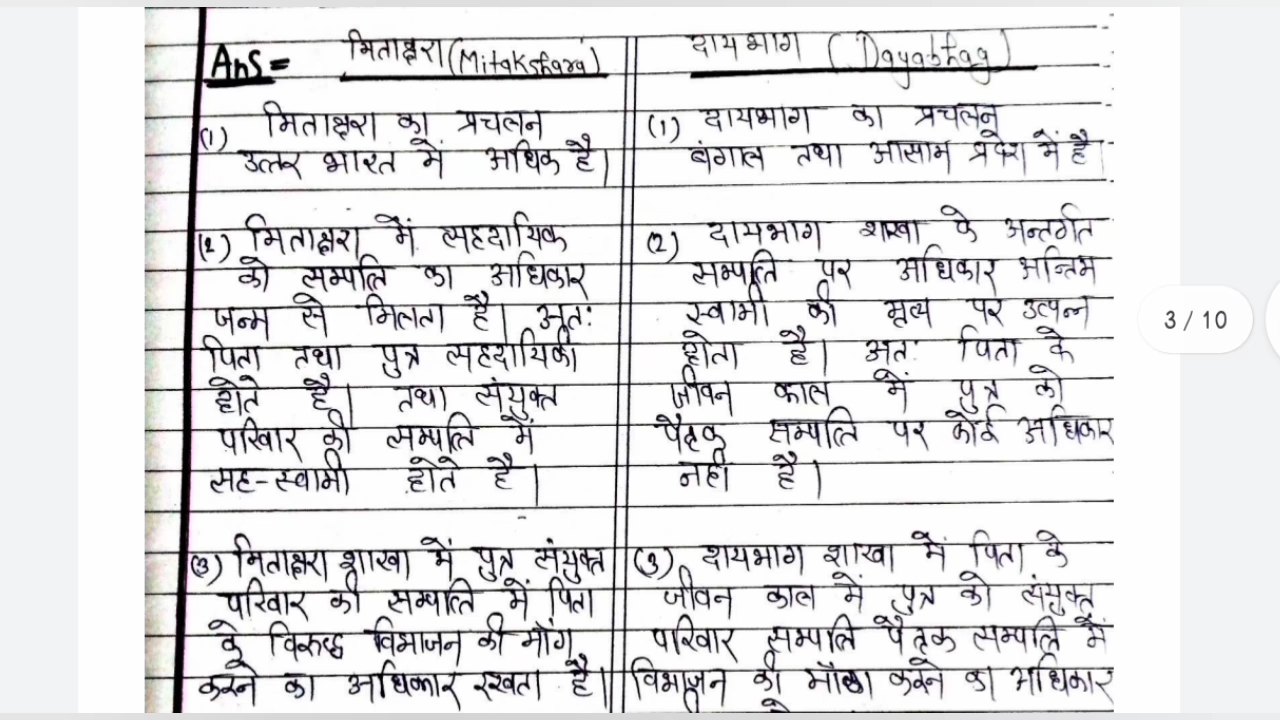 Ans = मिताक्षरा (Mitakshara)
(1) मिताक्षरा का प्रचलन
उत्तर भारत में अधिक है।
(2) मिताक्षरा में सहदायिक
को सम्पत्ति का अधिकार
जन्म से मिलता है। अतः
पिता तथा पुत्र सहदायिकी
होते है। तथा संयुक्त
परिवार की सम्पत्ति में
सह-स्वामी होते है।
(3) मिताक्षरा शाखा में पुत्र संयुक्त
परिवार की सम्पत्ति में पिता
के विरुद्ध विभाजन की माँग
करने का अधिकार रखता है।
दायभाग (Dayabhag)
(1) दायभाग का प्रचलन
बंगाल तथा आसाम प्रदेश में है
(2) दायभाग शाखा के अन्तर्गत
सम्पत्ति पर अधिकार अन्तिम
स्वामी की मृत्य पर उत्पन्न
होता है। अतः पिता के
जीवन काल में पुत्र को
पैतृक सम्पत्ति पर कोई अधिकार
नही है।
(3) दायभाग शाखा में पिता के
जीवन काल में पुत्र को संयुक्त
परिवार सम्पत्ति पैतृक सम्पत्ति में
विभाजन की करने का अधिकार
3 / 10